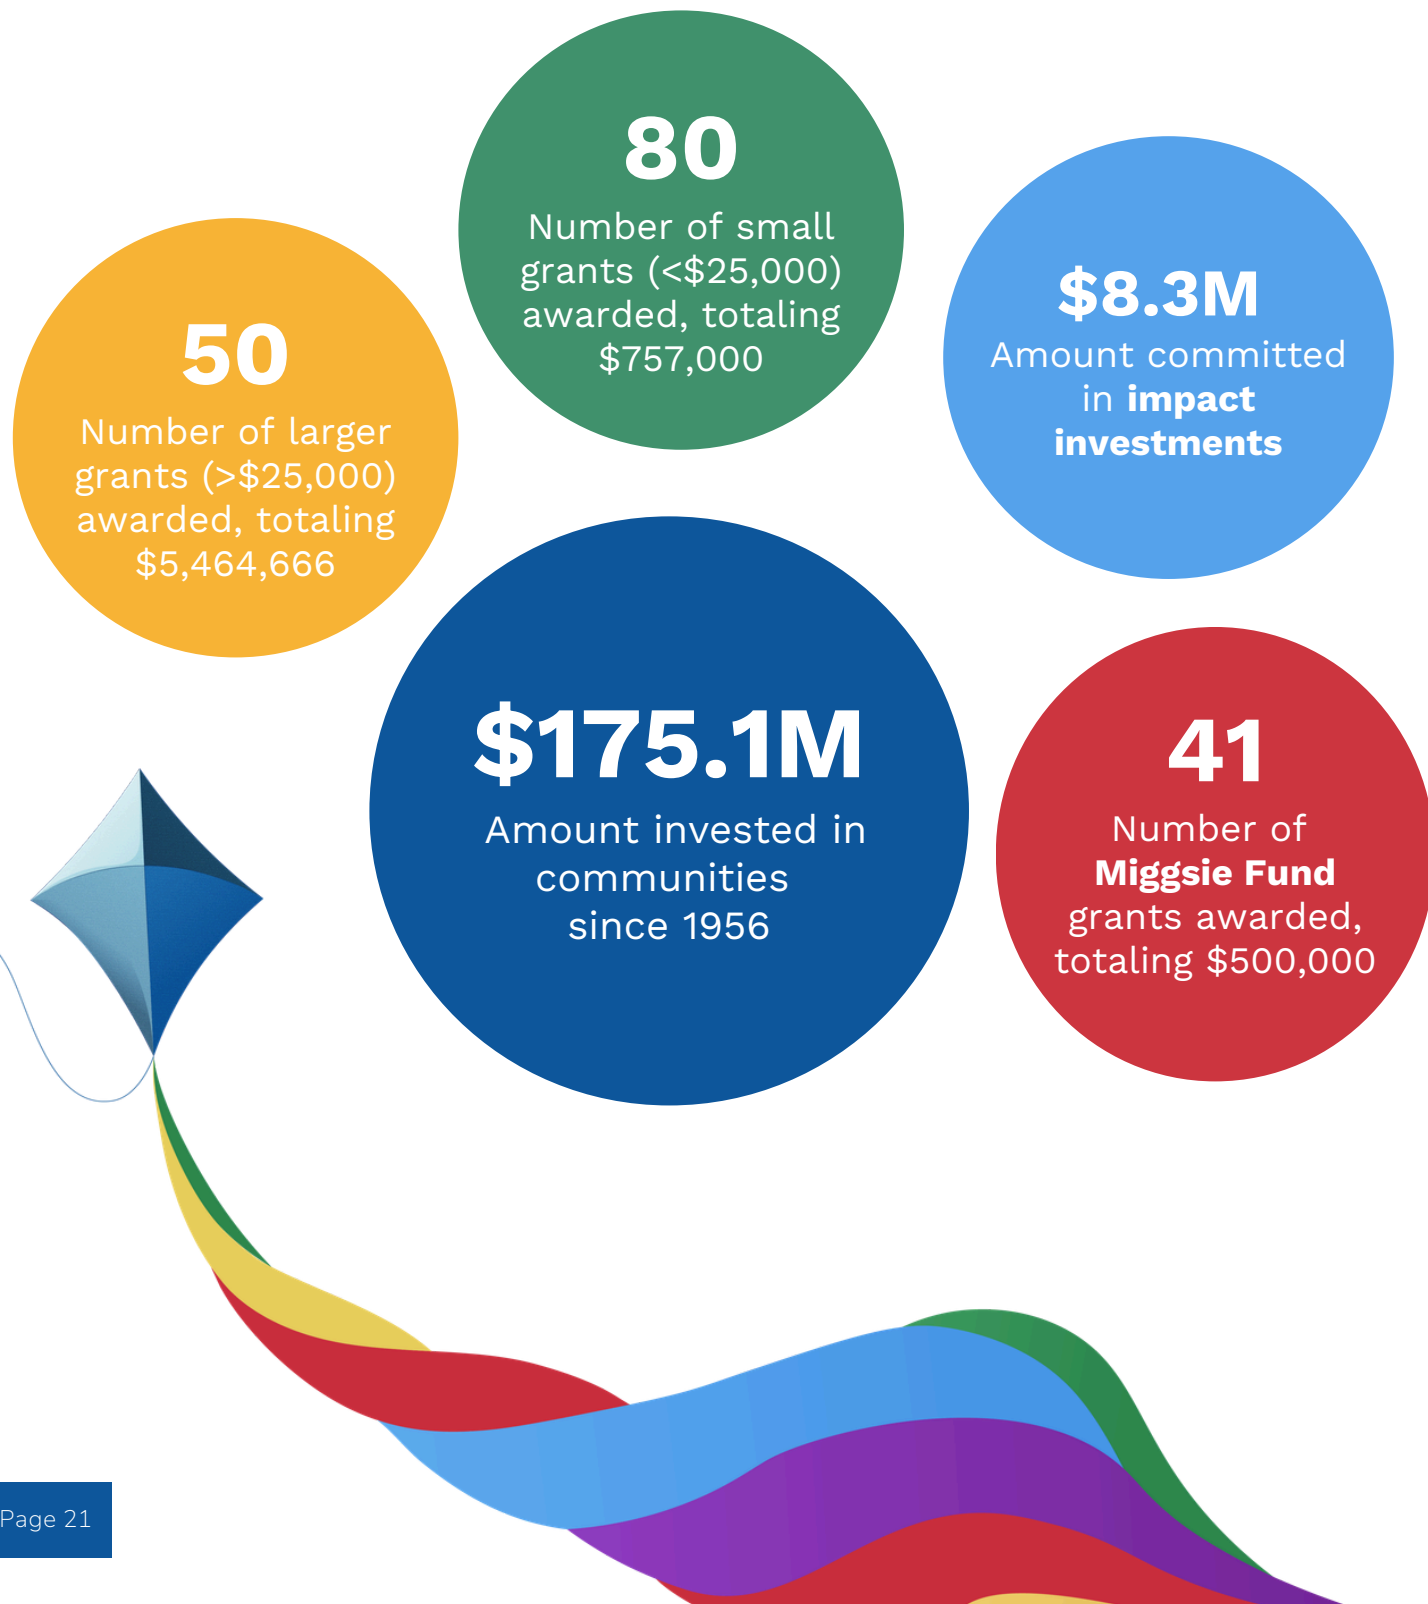 80
Number of small
grants (<$25,000)
awarded, totaling
$757,000
$8.3M
Amount committed
in impact
investments
50
Number of larger
grants (>$25,000)
awarded, totaling
$5,464,666
$175.1M
Amount invested in
communities
since 1956
41
Number of
Miggsie Fund
grants awarded,
totaling $500,000
Page 21